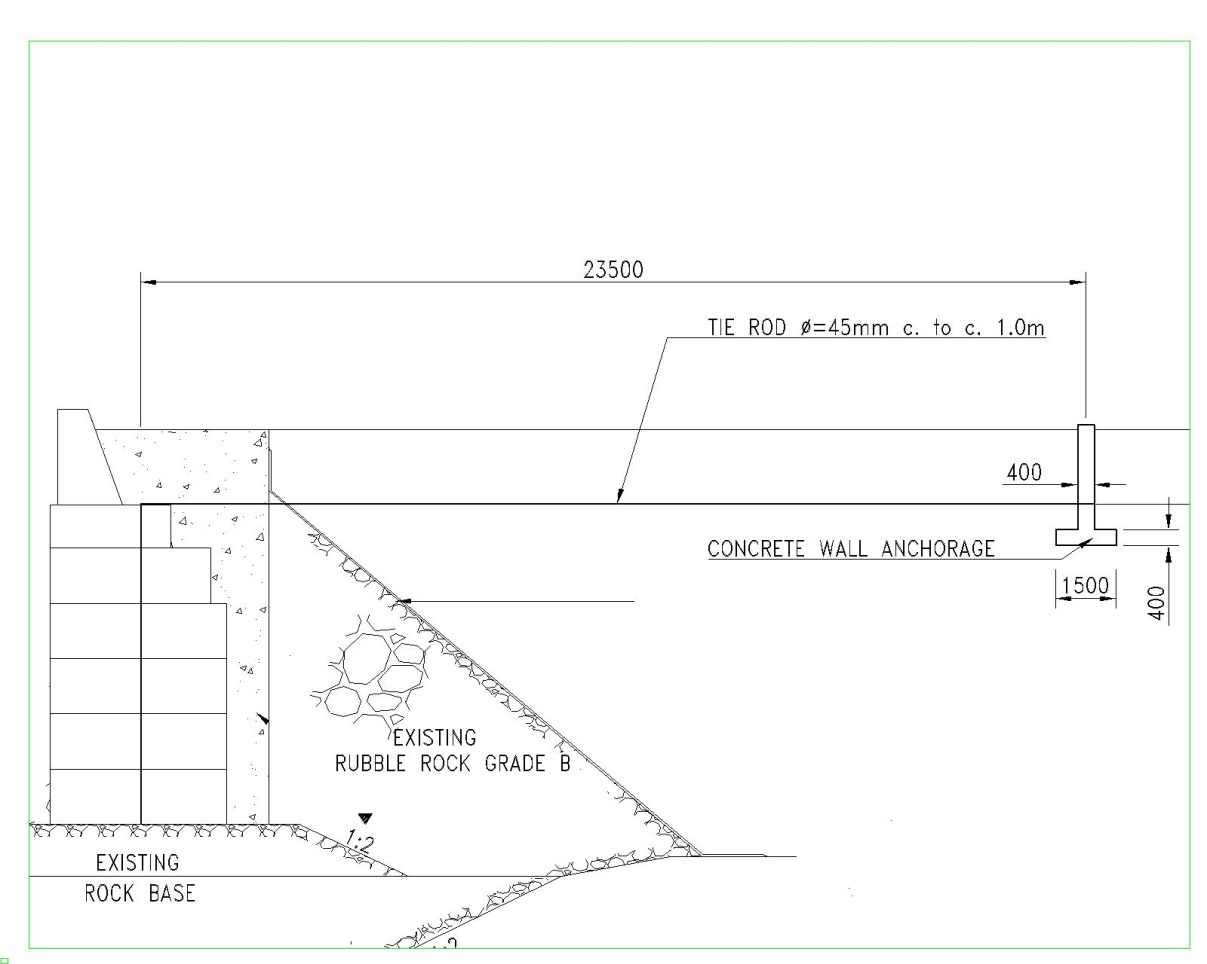 23500
TIE ROD ø=45mm c. to c. 1.0m
400
CONCRETE WALL ANCHORAGE
1500
400
EXISTING
RUBBLE ROCK GRADE B
1:2
EXISTING
ROCK BASE